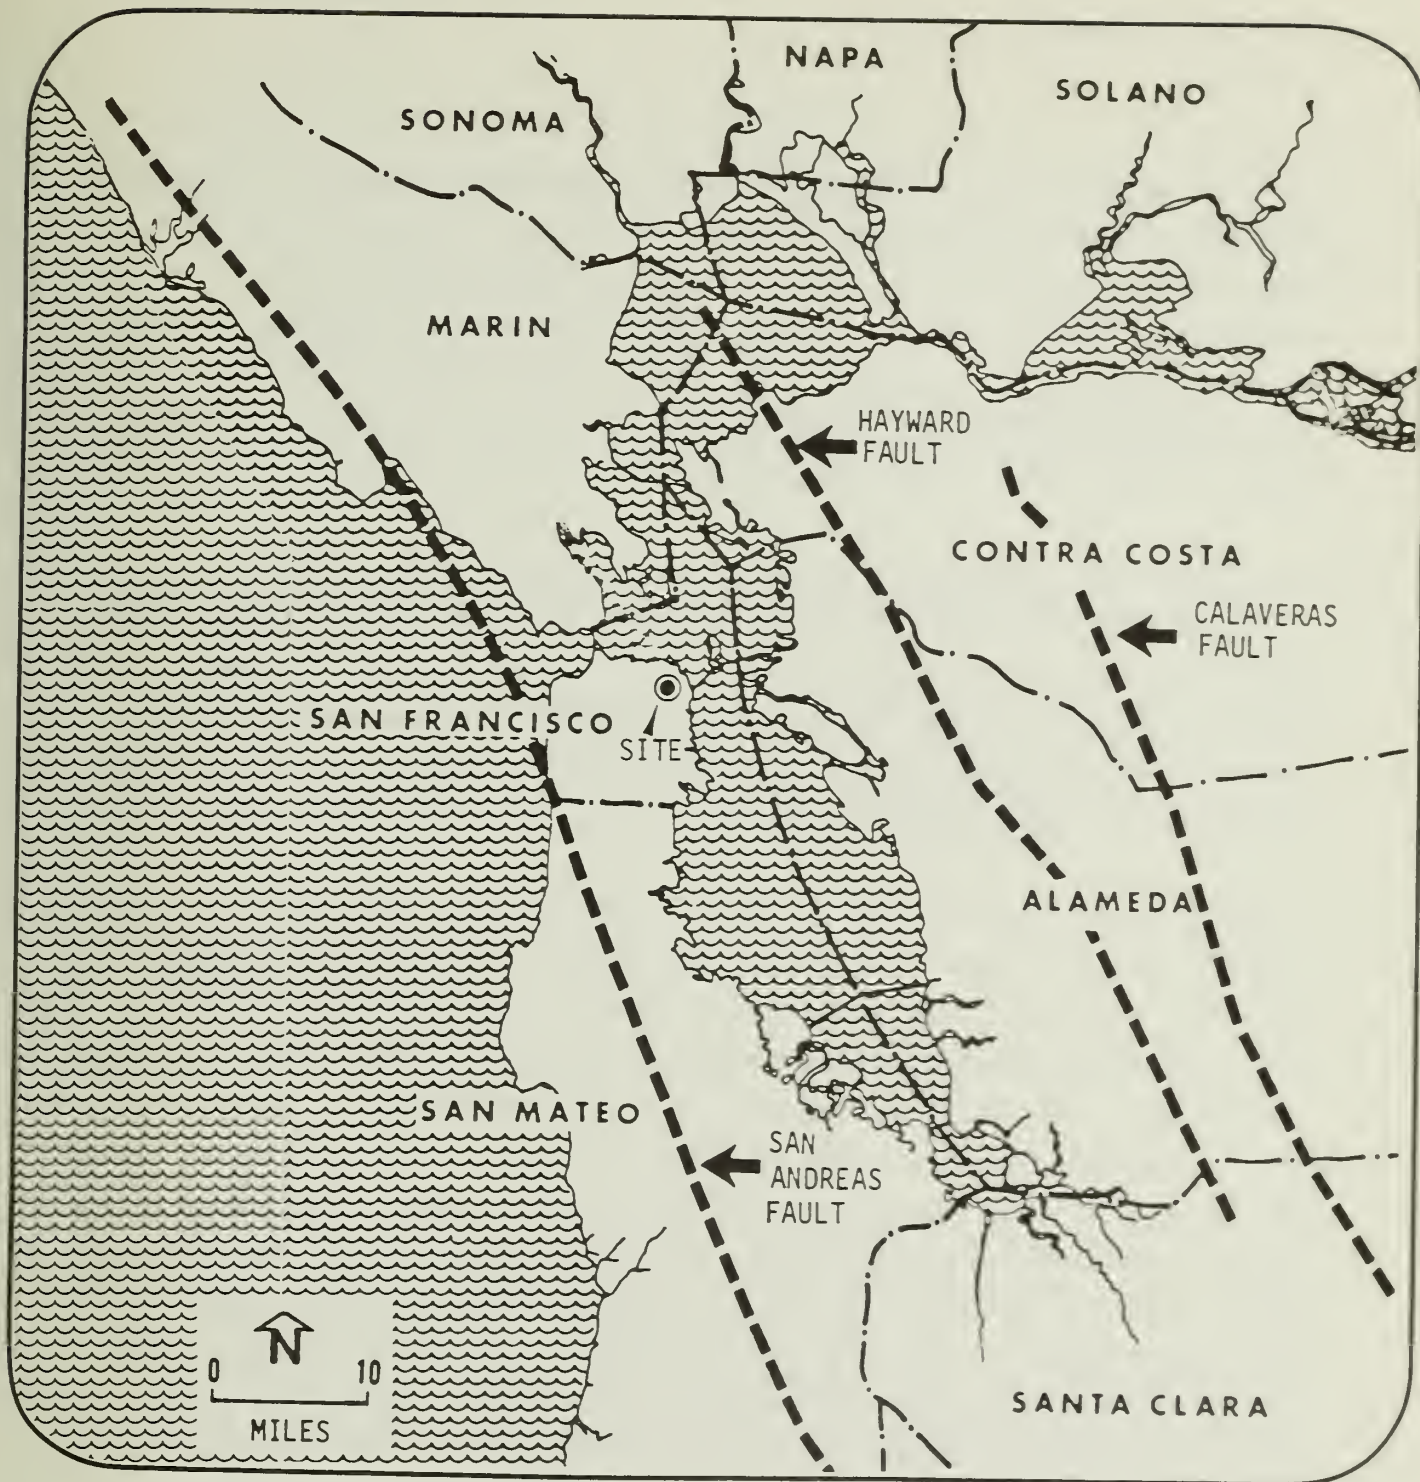 NAPA
SOLANO
SONOMA
MARIN
HAYWARD
FAULT
CONTRA COSTA
CALAVERAS
FAULT
SAN FRANCISCO
SITE
ALAMEDA
SAN MATEO
SAN
ANDREAS
FAULT
N
0 10
MILES
SANTA CLARA